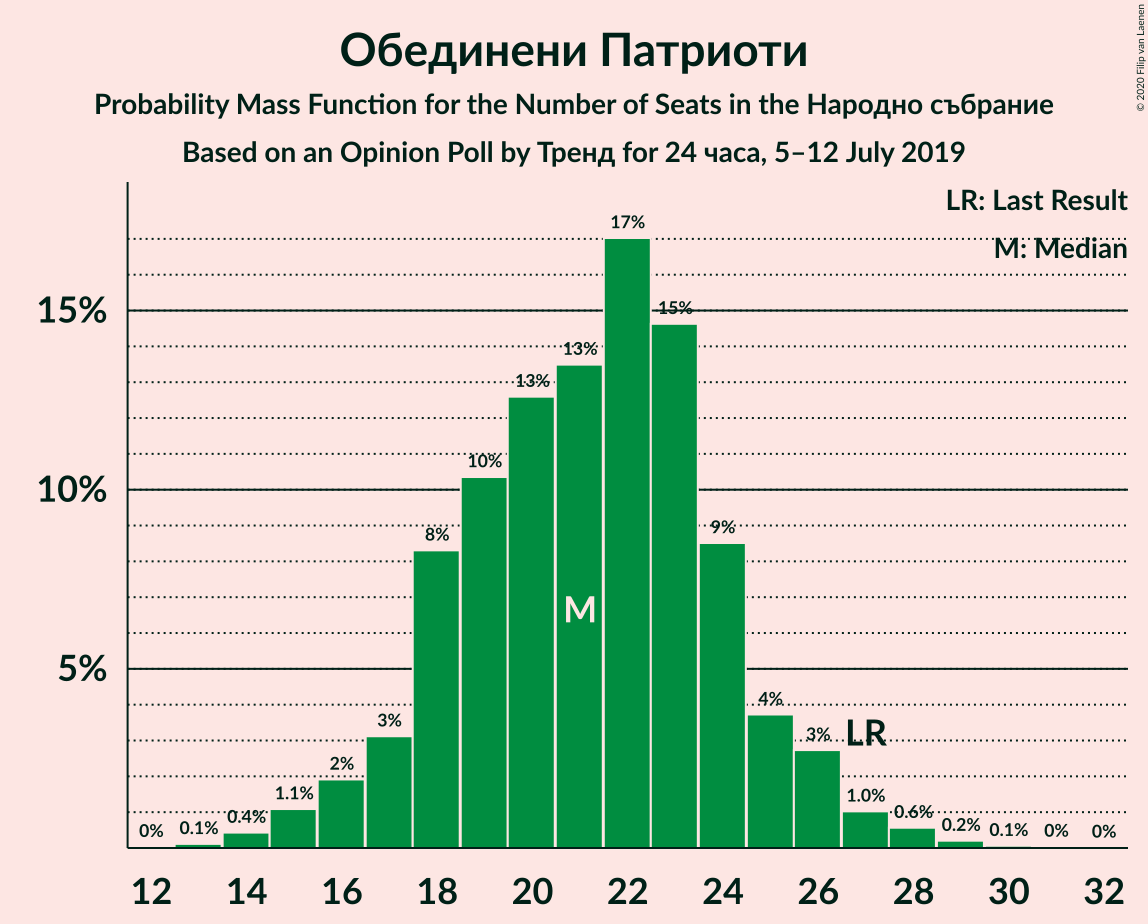 Обединени Патриоти
Probability Mass Function for the Number of Seats in the Народно събрание
Based on an Opinion Poll by Тренд for 24 часа, 5–12 July 2019
© 2020 Filip van Laenen
LR: Last Result
M: Median
15%
10%
5%
0%
0.1%
0.4%
1.1%
2%
3%
8%
10%
13%
13%
17%
15%
9%
4%
3%
1.0%
0.6%
0.2%
0.1%
0%
0%
M
LR
12 14 16 18 20 22 24 26 28 30 32